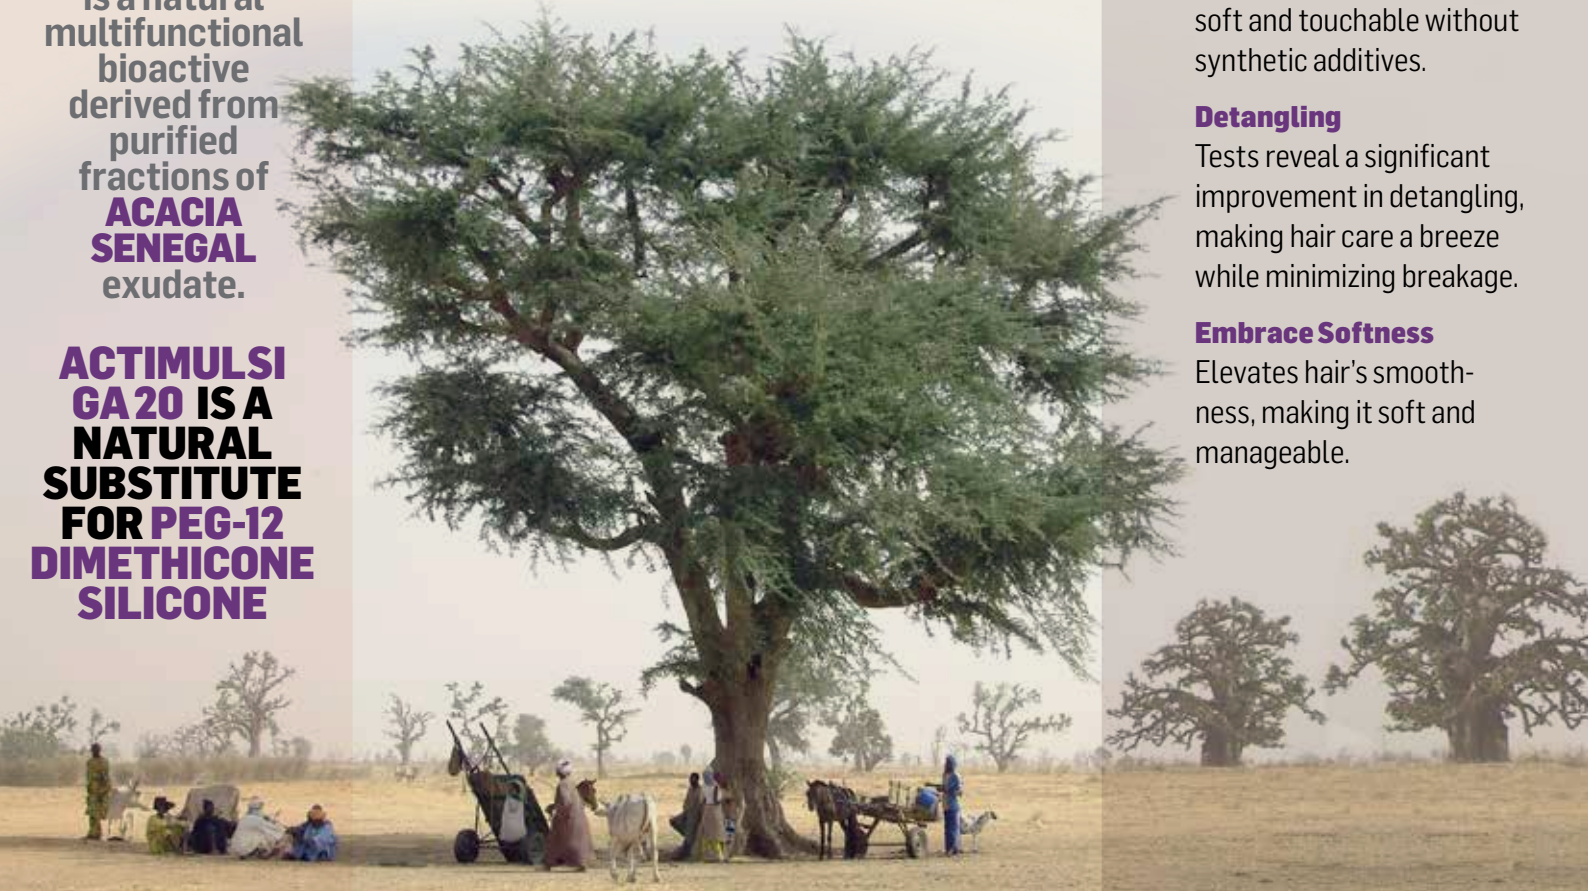 is a natural
multifunctional
bioactive
derived from
purified
fractions of
ACACIA
SENEGAL
exudate.
ACTIMULSI
GA 20 IS A
NATURAL
SUBSTITUTE
FOR PEG-12
DIMETHICONE
SILICONE
soft and touchable without
synthetic additives.
Detangling
Tests reveal a significant
improvement in detangling,
making hair care a breeze
while minimizing breakage.
Embrace Softness
Elevates hair's smooth-
ness, making it soft and
manageable.